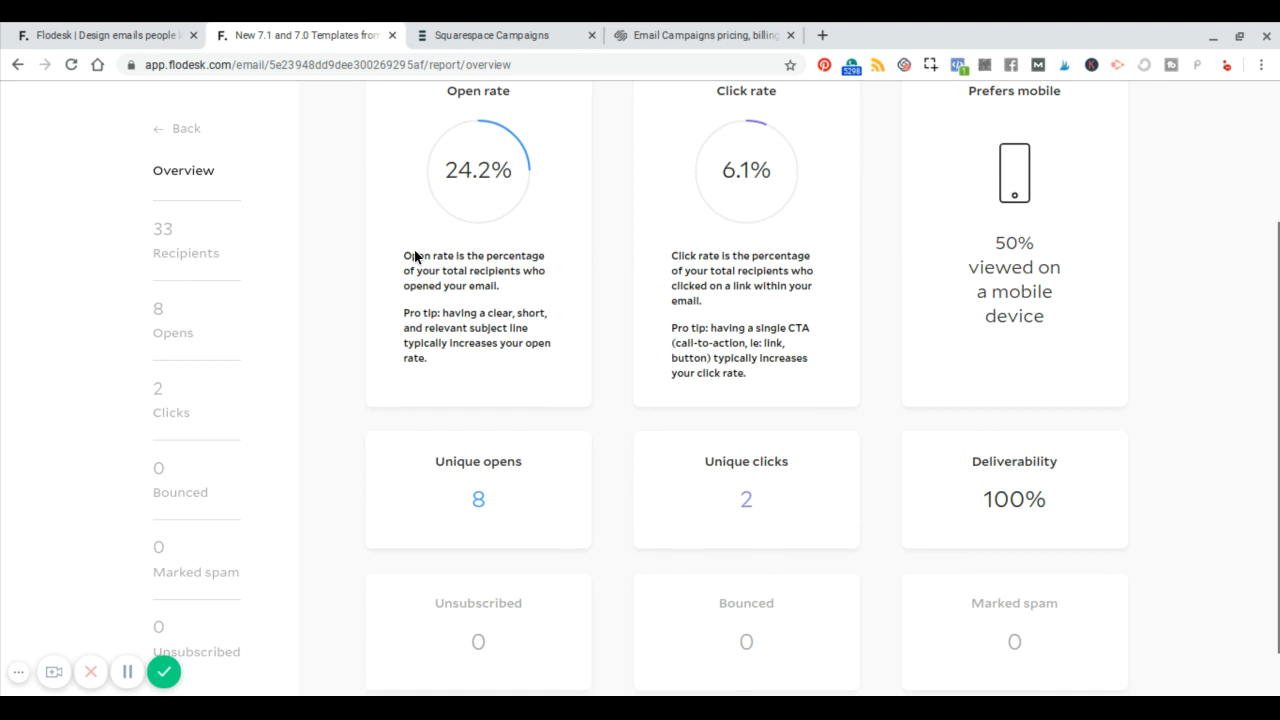 F. Flodesk | Design emails people
F. New 7.1 and 7.0 Templates from
Squarespace Campaigns
Email Campaigns pricing, billing
app.flodesk.com/email/5e23948dd9dee300269295af/report/overview
5298
1
← Back
Overview
33
Recipients
8
Opens
2
Clicks
0
Bounced
0
Marked spam
0
Unsubscribed
Open rate
24.2%
Open rate is the percentage
of your total recipients who
opened your email.
Pro tip: having a clear, short,
and relevant subject line
typically increases your open
rate.
Click rate
6.1%
Click rate is the percentage
of your total recipients who
clicked on a link within your
email.
Pro tip: having a single CTA
(call-to-action, ie: link,
button) typically increases
your click rate.
Prefers mobile
50%
viewed on
a mobile
device
Unique opens
8
Unique clicks
2
Deliverability
100%
Unsubscribed
0
Bounced
0
Marked spam
0